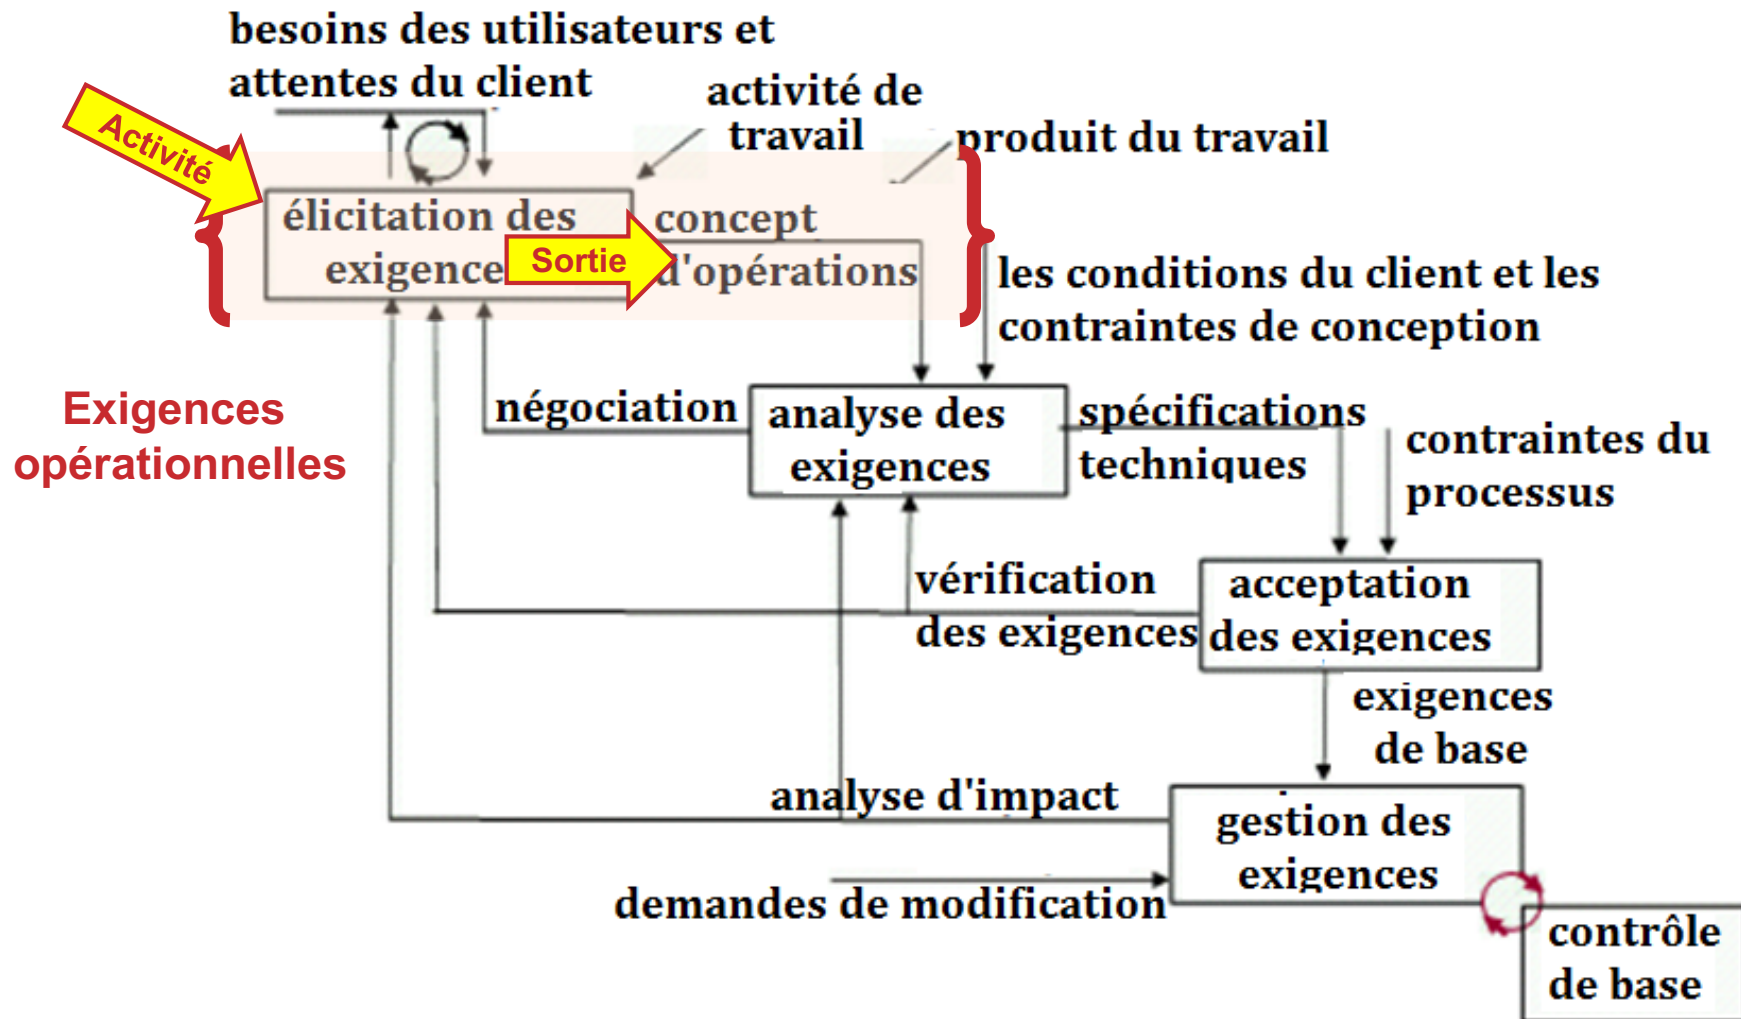 besoins des utilisateurs et
attentes du client
activité de
travail
produit du travail
Activité
élicitation des
exigence
Sortie
concept
d'opérations
les conditions du client et les
contraintes de conception
Exigences
opérationnelles
négociation
analyse des
exigences
spécifications
techniques
contraintes du
processus
vérification
des exigences
acceptation
des exigences
exigences
de base
analyse d'impact
gestion des
exigences
demandes de modification
contrôle
de base